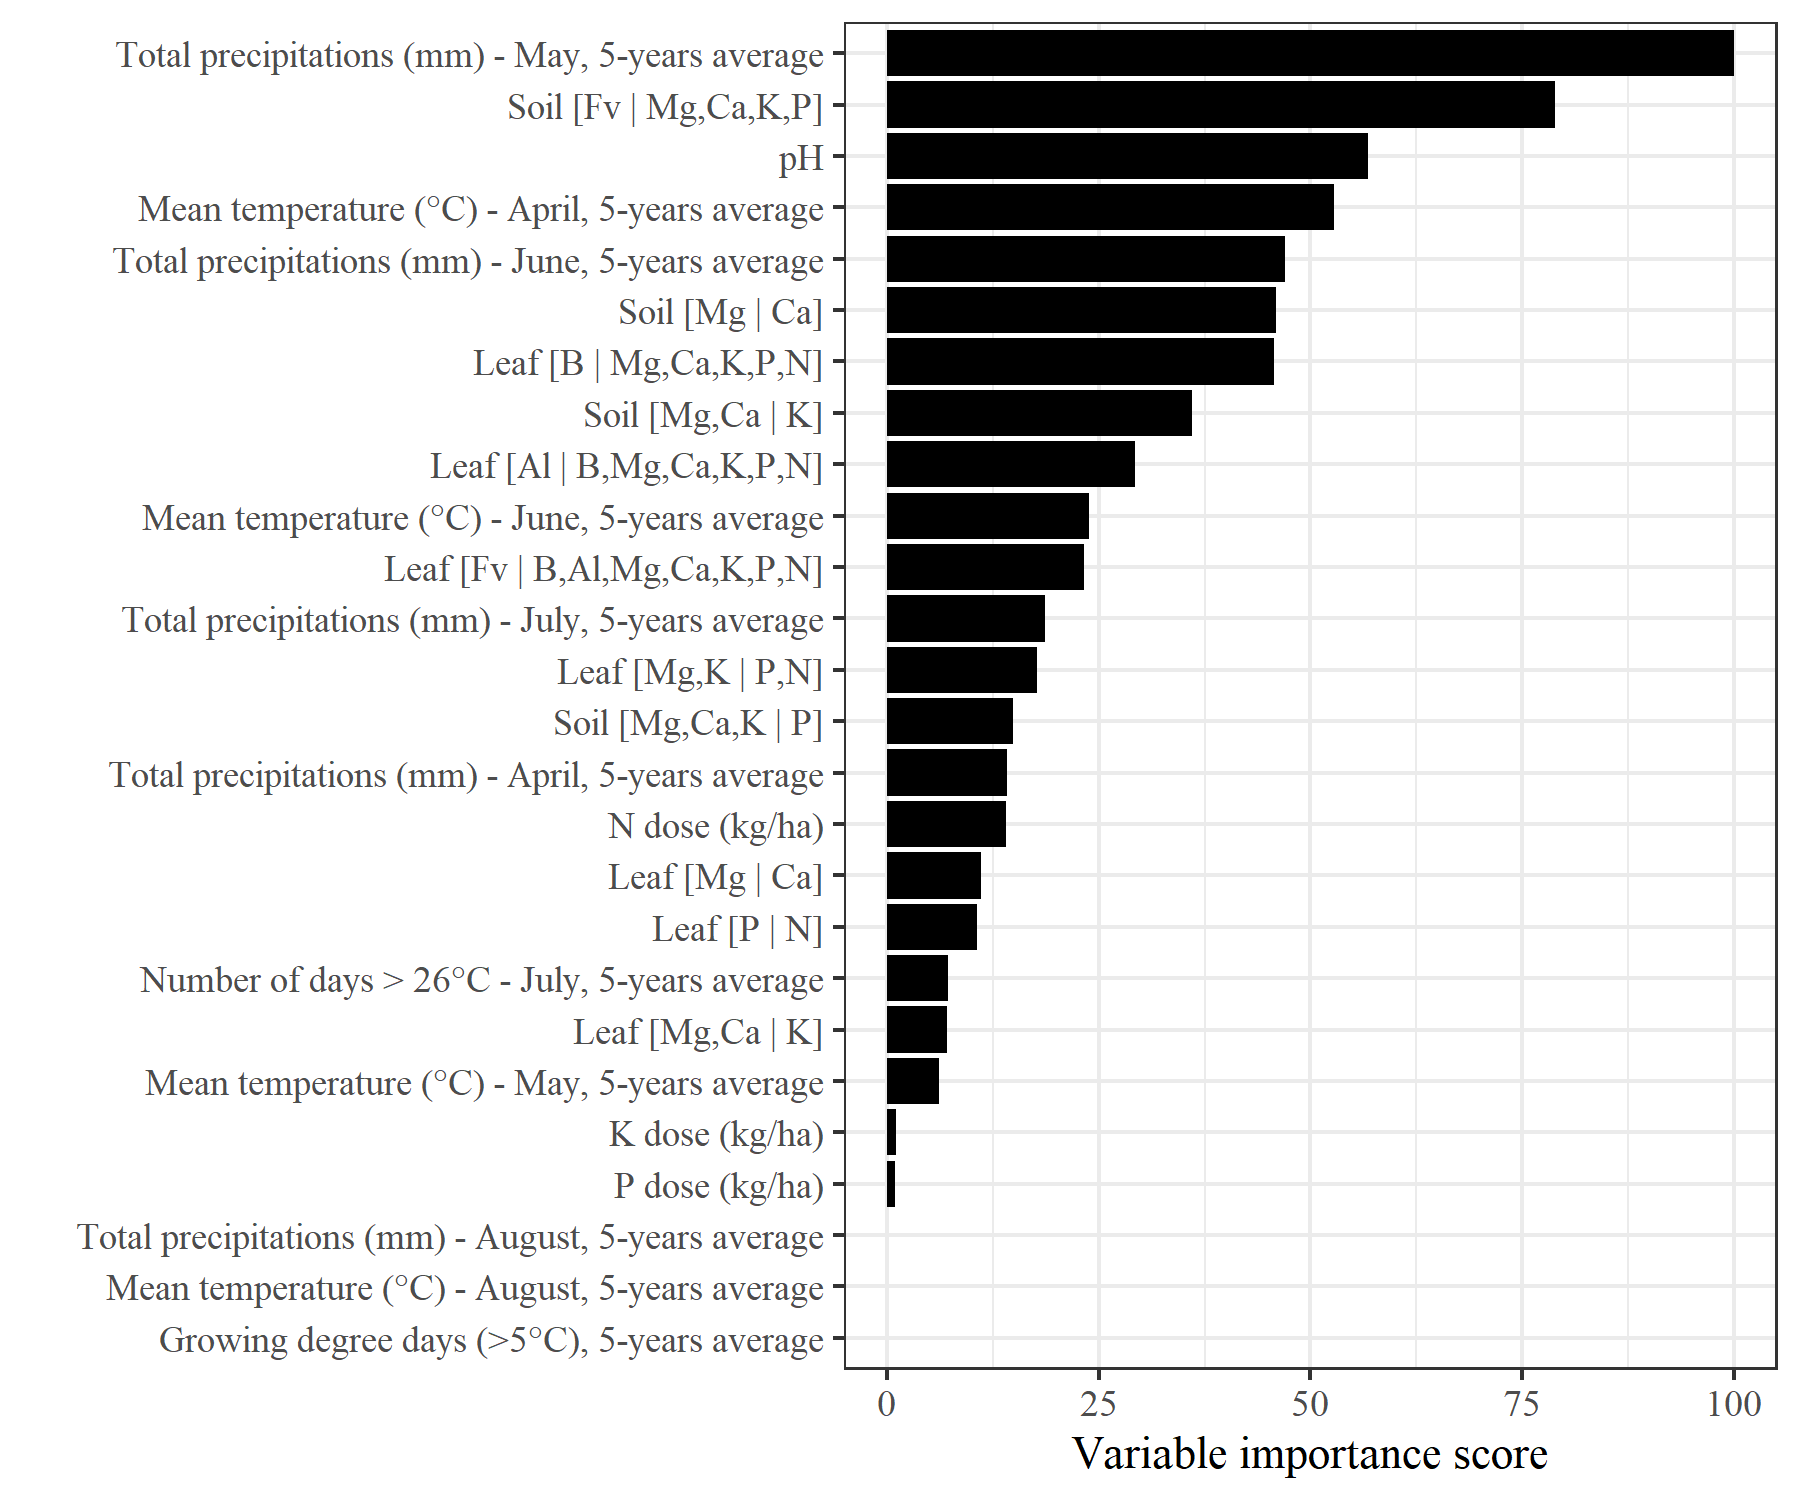 Total precipitations (mm) - May, 5-years average
Soil [Fv | Mg,Ca,K,P]
pH
Mean temperature (°C) - April, 5-years average
Total precipitations (mm) - June, 5-years average
Soil [Mg | Ca]
Leaf [B | Mg,Ca,K,P,N]
Soil [Mg,Ca | K]
Leaf [Al | B,Mg,Ca,K,P,N]
Mean temperature (°C) - June, 5-years average
Leaf [Fv | B,Al,Mg,Ca,K,P,N]
Total precipitations (mm) - July, 5-years average
Leaf [Mg,K | P,N]
Soil [Mg,Ca,K | P]
Total precipitations (mm) - April, 5-years average
N dose (kg/ha)
Leaf [Mg | Ca]
Leaf [P | N]
Number of days > 26°C - July, 5-years average
Leaf [Mg,Ca | K]
Mean temperature (°C) - May, 5-years average
K dose (kg/ha)
P dose (kg/ha)
Total precipitations (mm) - August, 5-years average
Mean temperature (°C) - August, 5-years average
Growing degree days (>5°C), 5-years average
0 25 50 75 100
Variable importance score